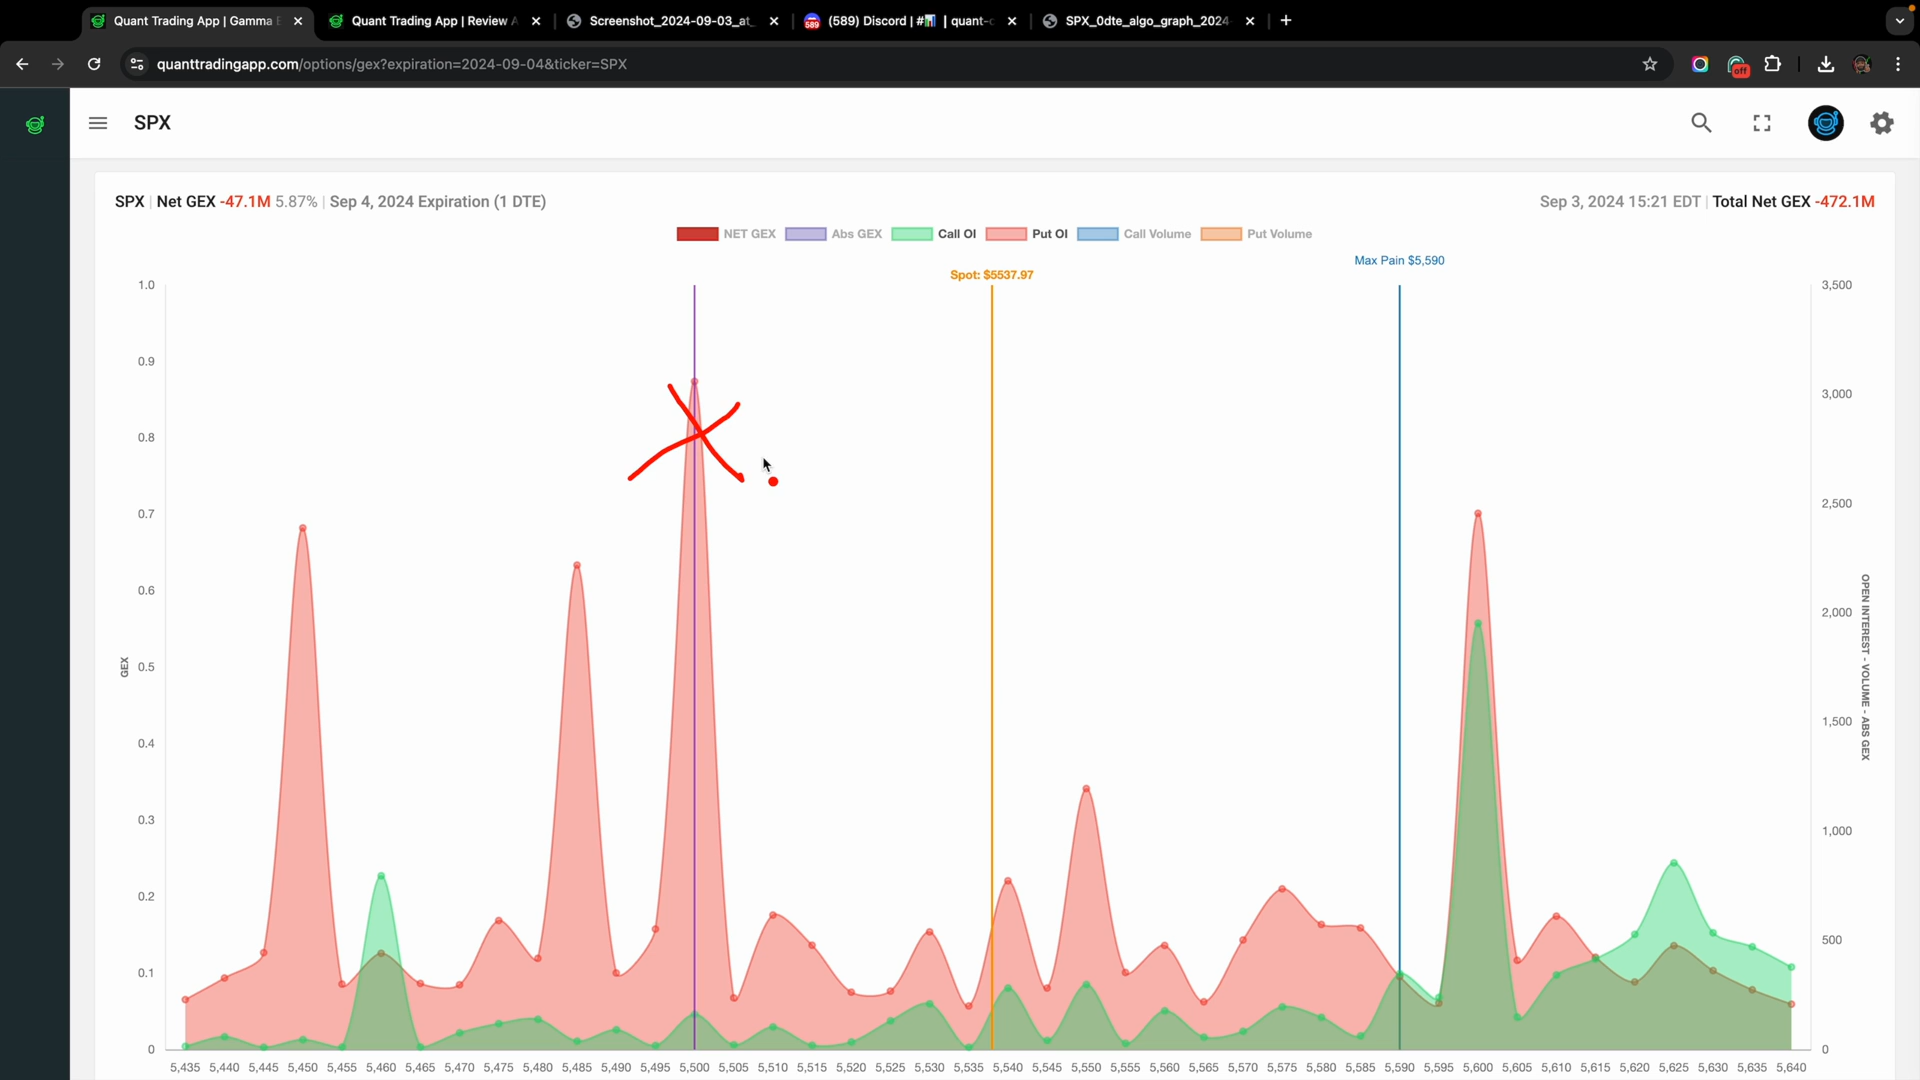 Quant Trading App | Gamma E
Quant Trading App | Review A
Screenshot_2024-09-03_at_
(589) Discord | #📊 | quant-c
SPX_0dte_algo_graph_2024-
589
quanttradingapp.com/options/gex?expiration=2024-09-04&ticker=SPX
off
SPX
SPX | Net GEX -47.1M 5.87% | Sep 4, 2024 Expiration (1 DTE)
Sep 3, 2024 15:21 EDT | Total Net GEX -472.1M
NET GEX Abs GEX Call OI Put OI Call Volume Put Volume
Max Pain $5,590
Spot: $5537.97
1.0
0.9
0.8
0.7
0.6
0.5
0.4
0.3
0.2
0.1
0
GEX
3,500
3,000
2,500
2,000
1,500
1,000
500
0
OPEN INTEREST - VOLUME - ABS GEX
5,435 5,440 5,445 5,450 5,455 5,460 5,465 5,470 5,475 5,480 5,485 5,490 5,495 5,500 5,505 5,510 5,515 5,520 5,525 5,530 5,535 5,540 5,545 5,550 5,555 5,560 5,565 5,570 5,575 5,580 5,585 5,590 5,595 5,600 5,605 5,610 5,615 5,620 5,625 5,630 5,635 5,640